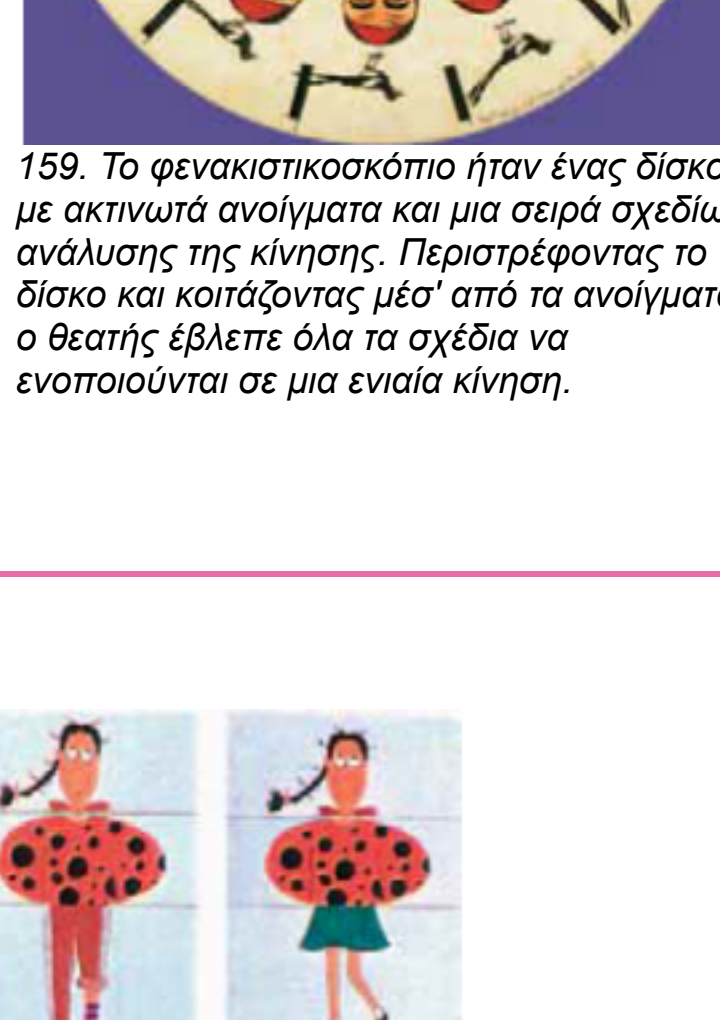 159. Το φενακιστικοσκόπιο ήταν ένας δίσκο
με ακτινωτά ανοίγματα και μια σειρά σχεδίω
ανάλυσης της κίνησης. Περιστρέφοντας το
δίσκο και κοιτάζοντας μέσ' από τα ανοίγματα
ο θεατής έβλεπε όλα τα σχέδια να
ενοποιούνται σε μια ενιαία κίνηση.